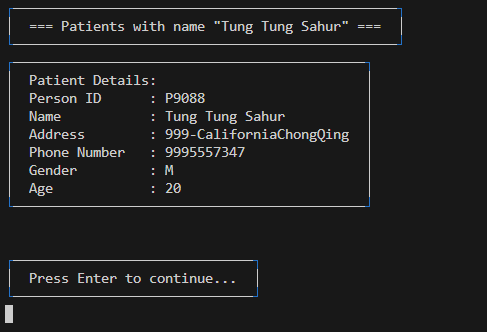 === Patients with name "Tung Tung Sahur" ===
Patient Details:
Person ID      : P9088
Name           : Tung Tung Sahur
Address        : 999-CaliforniaChongQing
Phone Number   : 9995557347
Gender         : M
Age            : 20
Press Enter to continue...